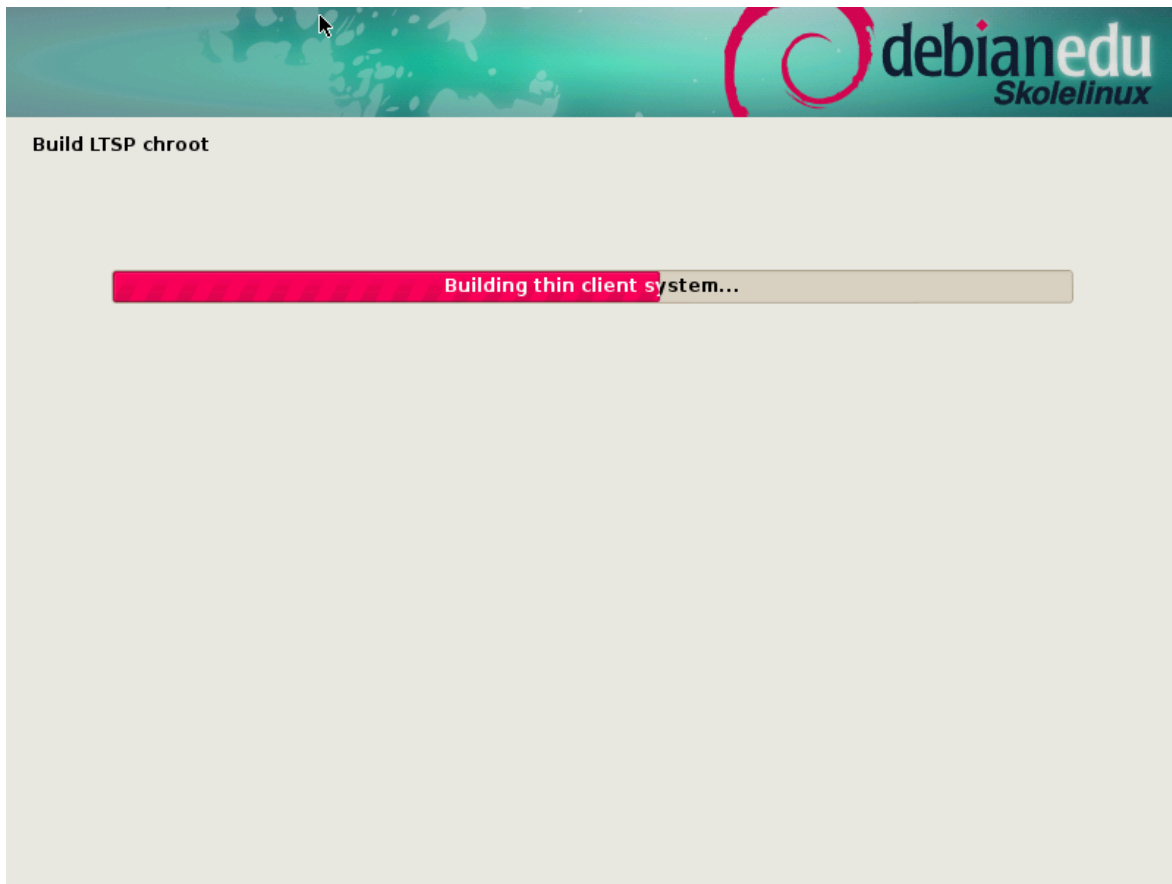 debianedu
Skolelinux
Build LTSP chroot
Building thin client system...